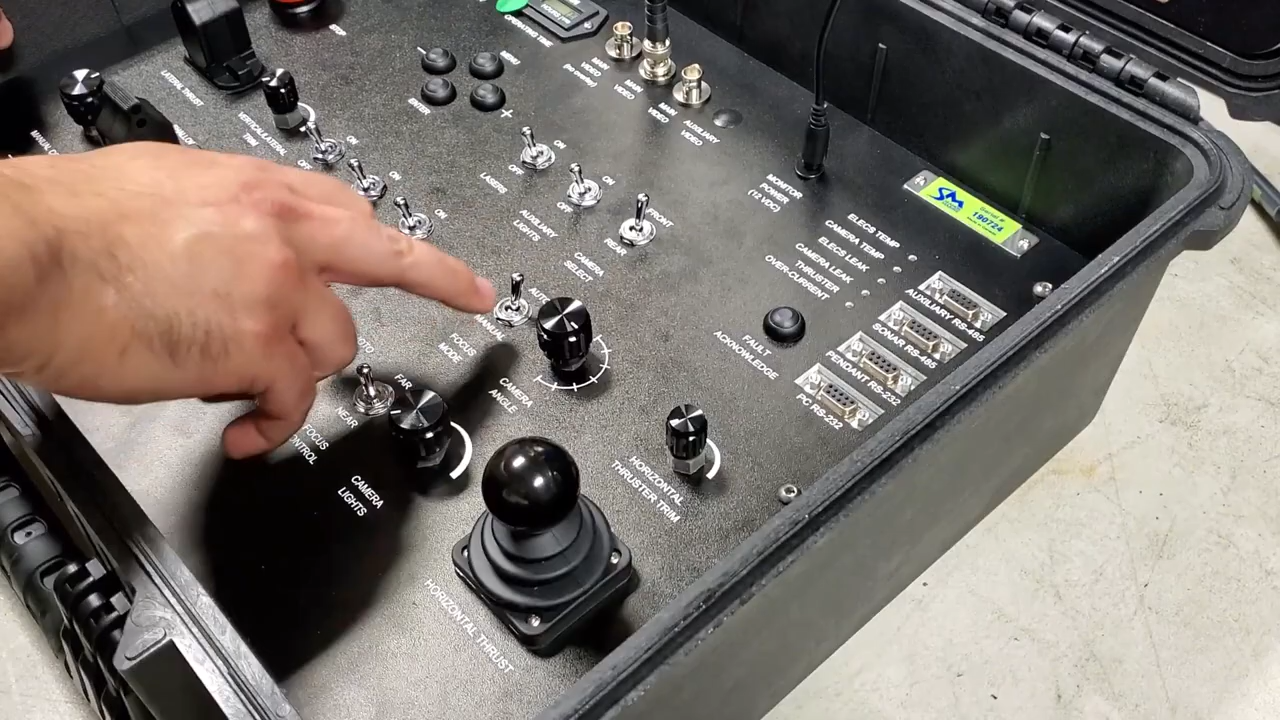 STOP
OPERATING TIME
LATERAL THRUST
MENU
ENTER
+
MAIN
VIDEO
(no overlay)
MAIN
VIDEO
MAIN
VIDEO
AUXILIARY
VIDEO
VERTICAL/LATERAL
TRIM
ON
OFF
ON
ON
ON
OFF
LASERS
ON
OFF
AUXILIARY
LIGHTS
FRONT
REAR
CAMERA
SELECT
MONITOR
POWER
(12 VDC)
SM
190724
ELECS TEMP
CAMERA TEMP
ELECS LEAK
CAMERA LEAK
THRUSTER
OVER-CURRENT
FAULT
ACKNOWLEDGE
AUXILIARY RS-485
SONAR RS-485
PENDANT RS-232
PC RS-232
AUTO
MANUAL
FOCUS
MODE
CAMERA
ANGLE
FAR
NEAR
FOCUS
CAMERA
LIGHTS
HORIZONTAL
THRUSTER TRIM
HORIZONTAL THRUST